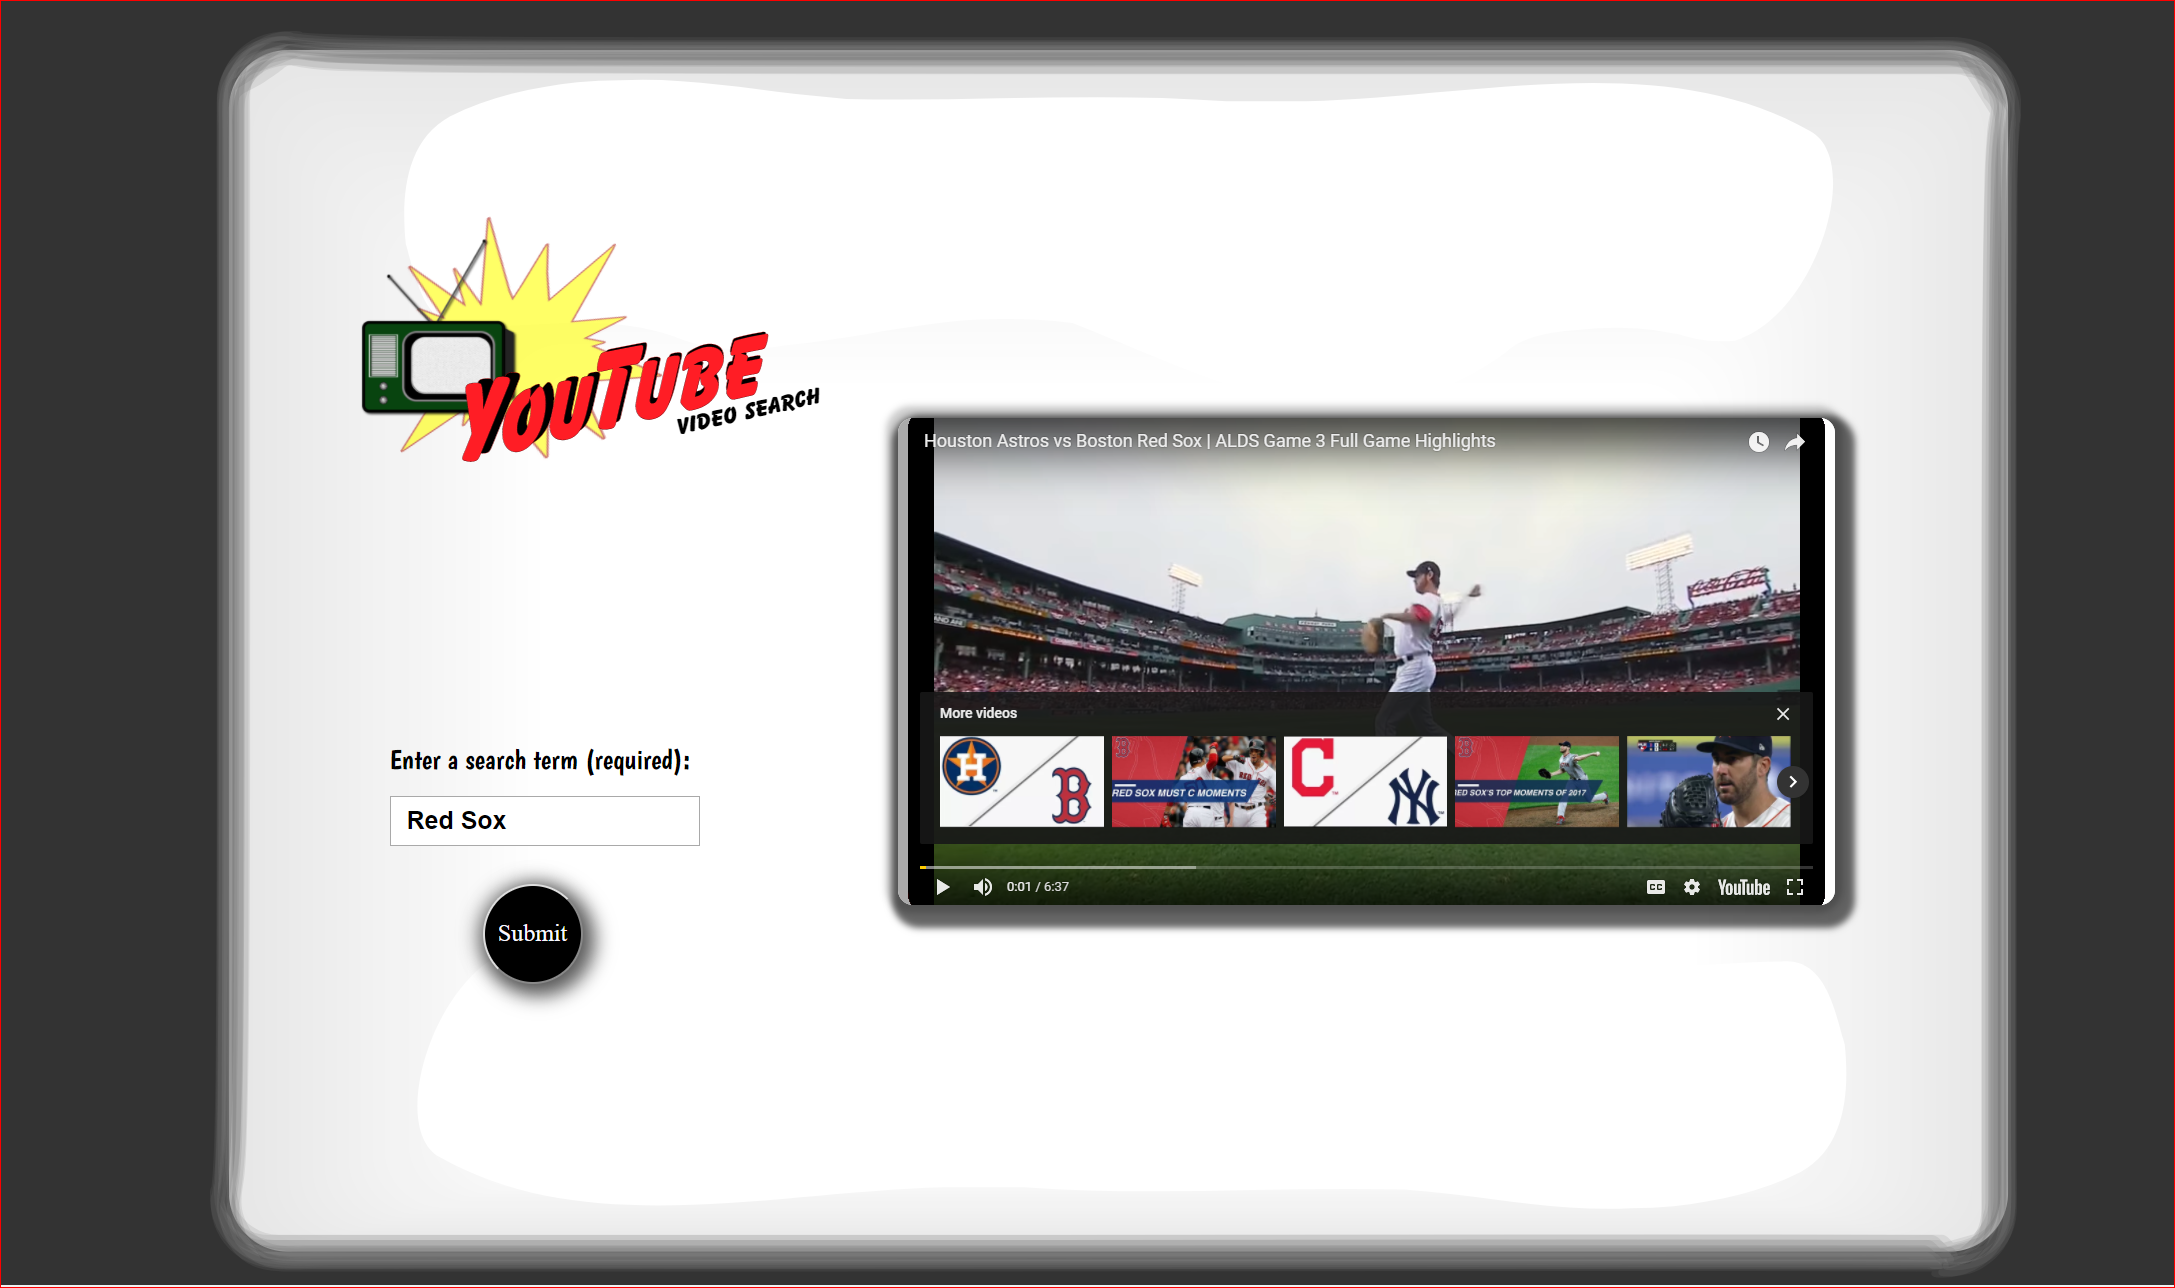 YOUTUBE
VIDEO SEARCH
Enter a search term (required):
Red Sox
Submit
Houston Astros vs Boston Red Sox | ALDS Game 3 Full Game Highlights
More videos
H
B
RED SOX MUST C MOMENTS
C
NY
RED SOX'S TOP MOMENTS OF 2017
0:01 / 6:37
CC
YouTube